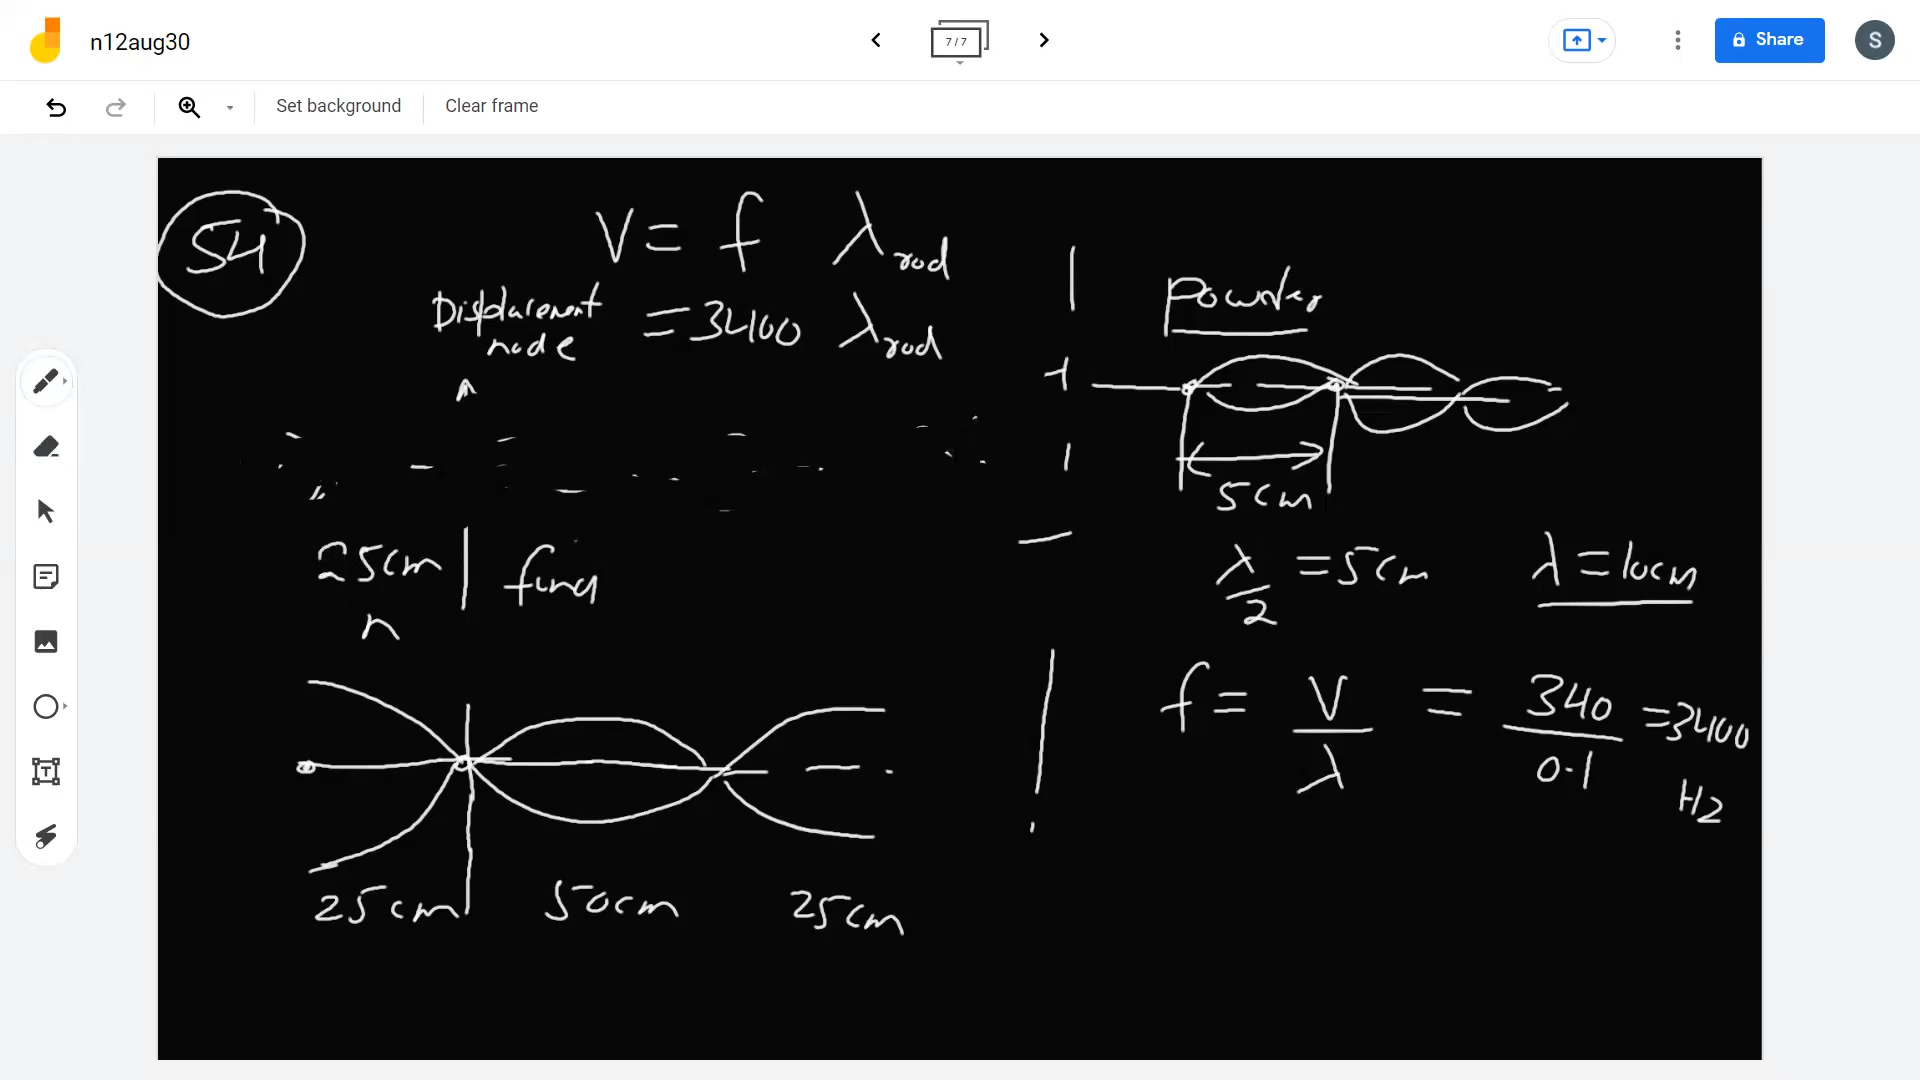 n12aug30
7 / 7
Share
S
Set background
Clear frame
54
V = f λrod
Displacement node
= 3400 λrod
25cm
n
25cm 50cm 25cm
Powder
5cm
λ/2 = 5cm λ = 10cm
f = V/λ = 340/0.1 = 3400 Hz